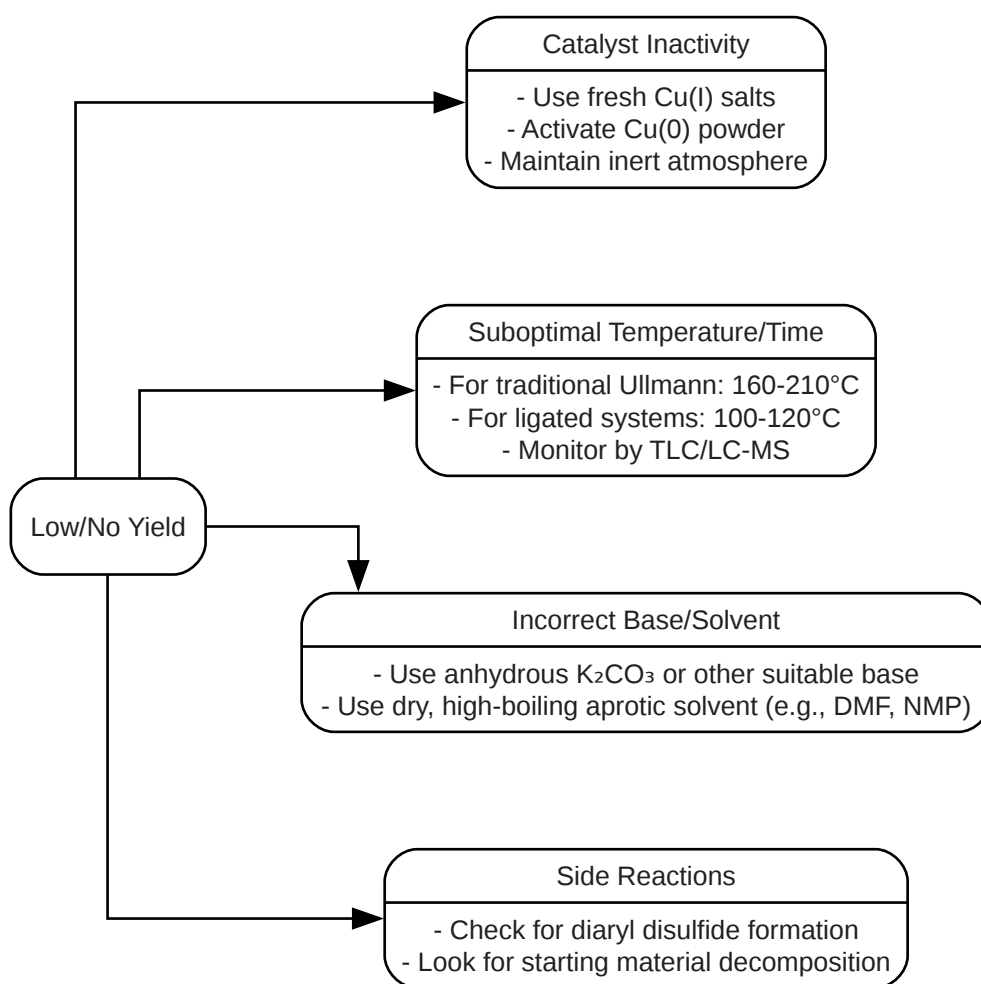 Catalyst Inactivity
- Use fresh Cu(I) salts
- Activate Cu(0) powder
- Maintain inert atmosphere
Suboptimal Temperature/Time
- For traditional Ullmann: 160-210°C
- For ligated systems: 100-120°C
- Monitor by TLC/LC-MS
Low/No Yield
Incorrect Base/Solvent
- Use anhydrous K₂CO₃ or other suitable base
- Use dry, high-boiling aprotic solvent (e.g., DMF, NMP)
Side Reactions
- Check for diaryl disulfide formation
- Look for starting material decomposition